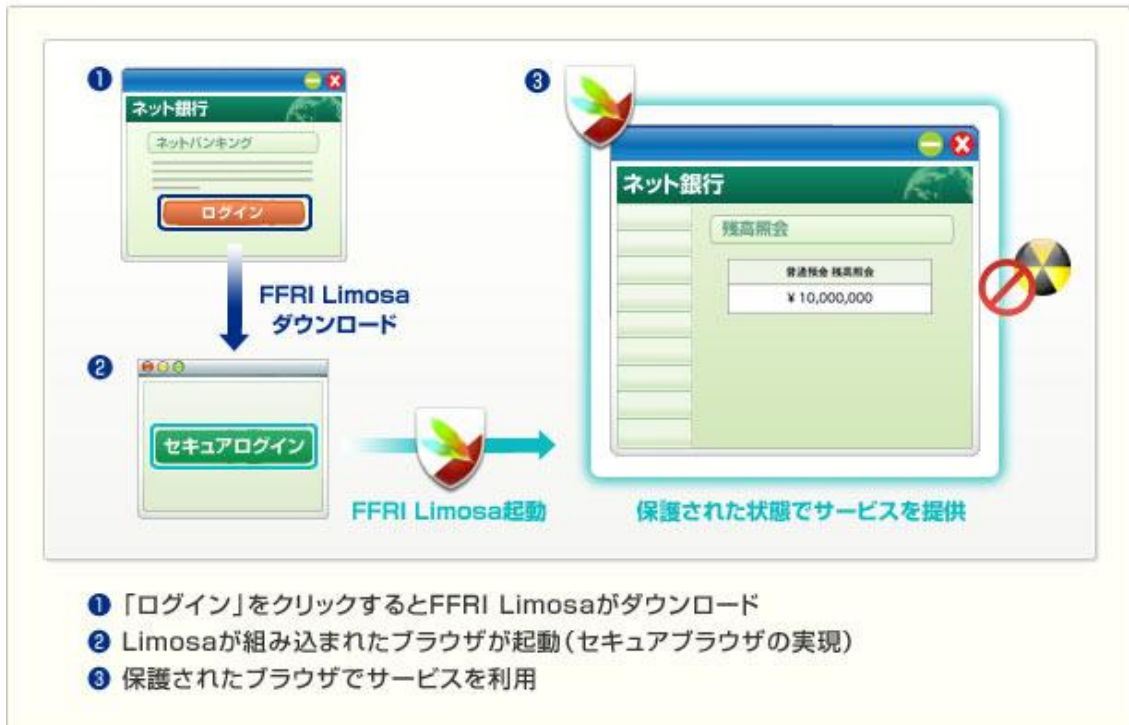 ❶
ネット銀行
ネットバンキング
ログイン
FFRI Limosa
ダウンロード
❷
セキュアログイン
FFRI Limosa起動
❸
ネット銀行
残高照会
普通預金 残高照会
¥ 10,000,000
保護された状態でサービスを提供
❶ 「ログイン」をクリックするとFFRI Limosaがダウンロード
❷ Limosaが組み込まれたブラウザが起動(セキュアブラウザの実現)
❸ 保護されたブラウザでサービスを利用